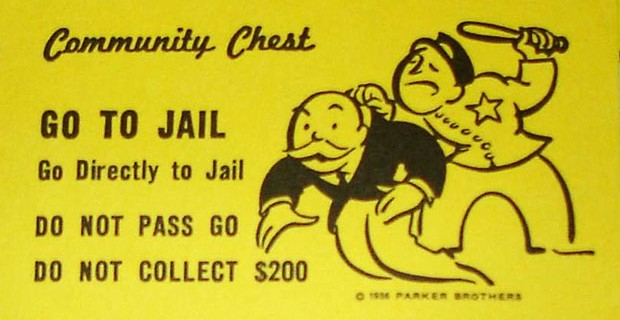 Community Chest
GO TO JAIL
Go Directly to Jail
DO NOT PASS GO
DO NOT COLLECT $200
© 1936 PARKER BROTHERS